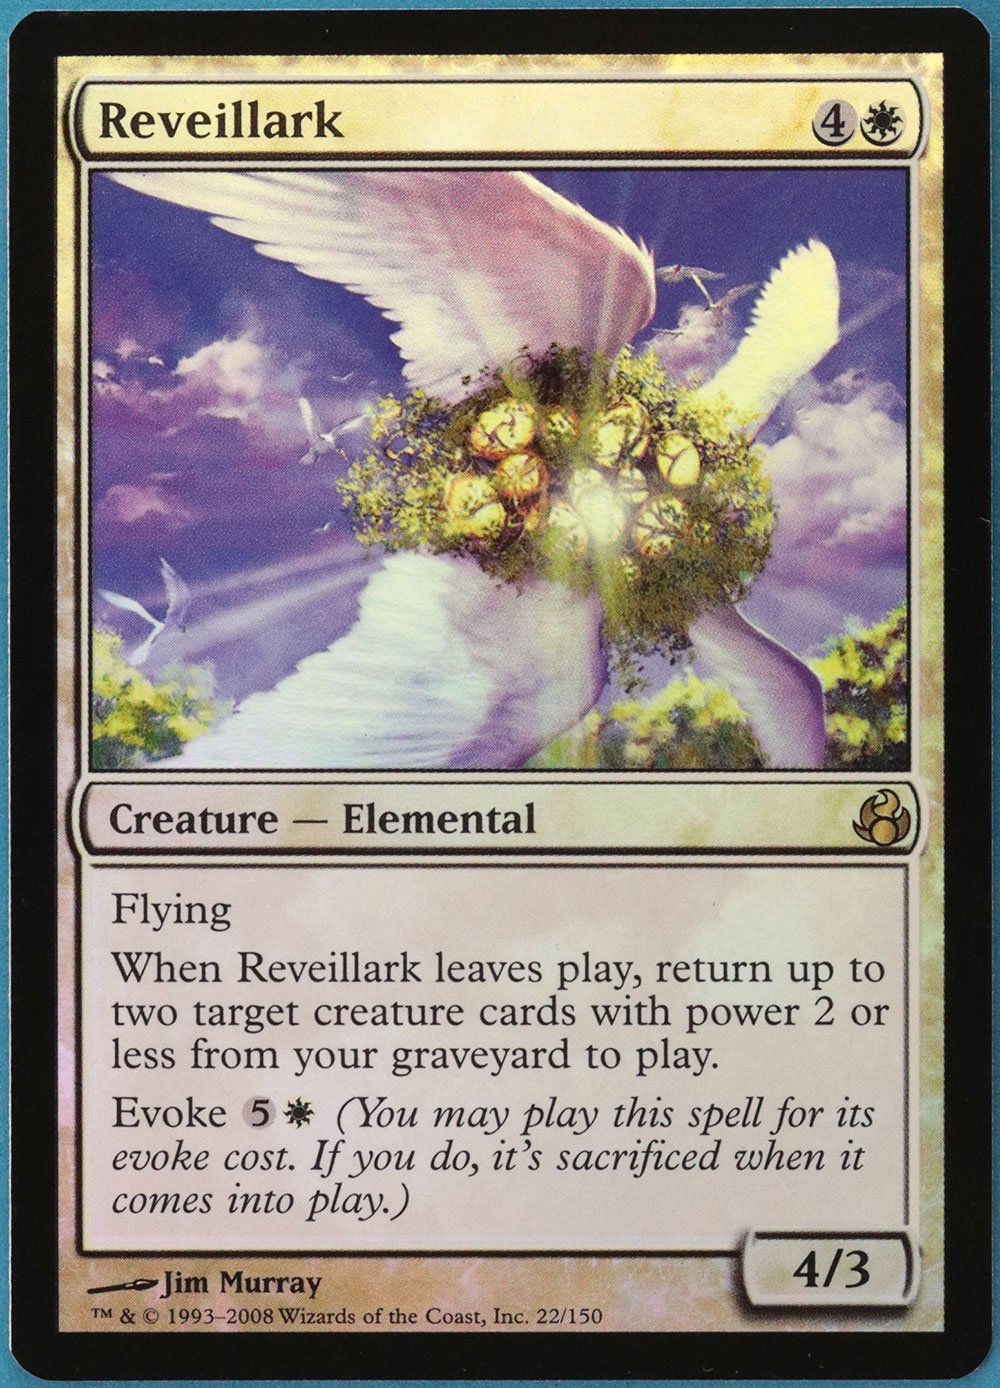 Reveillark 4
Creature — Elemental
Flying
When Reveillark leaves play, return up to
two target creature cards with power 2 or
less from your graveyard to play.
Evoke 5 (You may play this spell for its
evoke cost. If you do, it's sacrificed when it
comes into play.)
4/3
Jim Murray
™ & © 1993–2008 Wizards of the Coast, Inc. 22/150